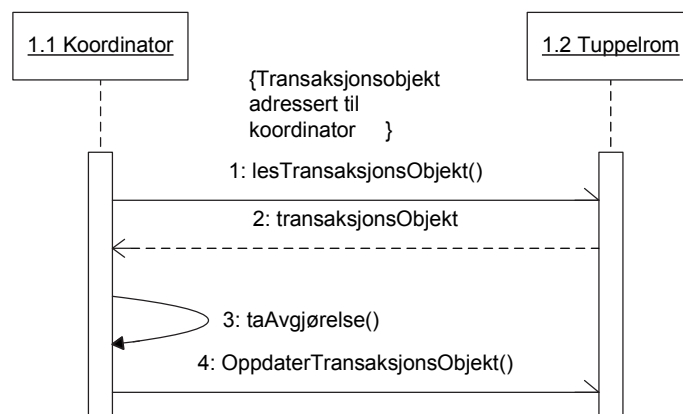 1.1 Koordinator
1.2 Tuppelrom
{Transaksjonsobjekt
adressert til
koordinator }
1: lesTransaksjonsObjekt()
2: transaksjonsObjekt
3: taAvgjørelse()
4: OppdaterTransaksjonsObjekt()